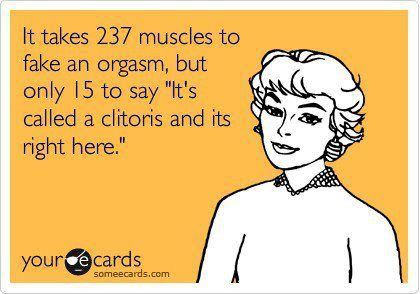 It takes 237 muscles to
fake an orgasm, but
only 15 to say "It's
called a clitoris and its
right here."
your e cards
someecards.com